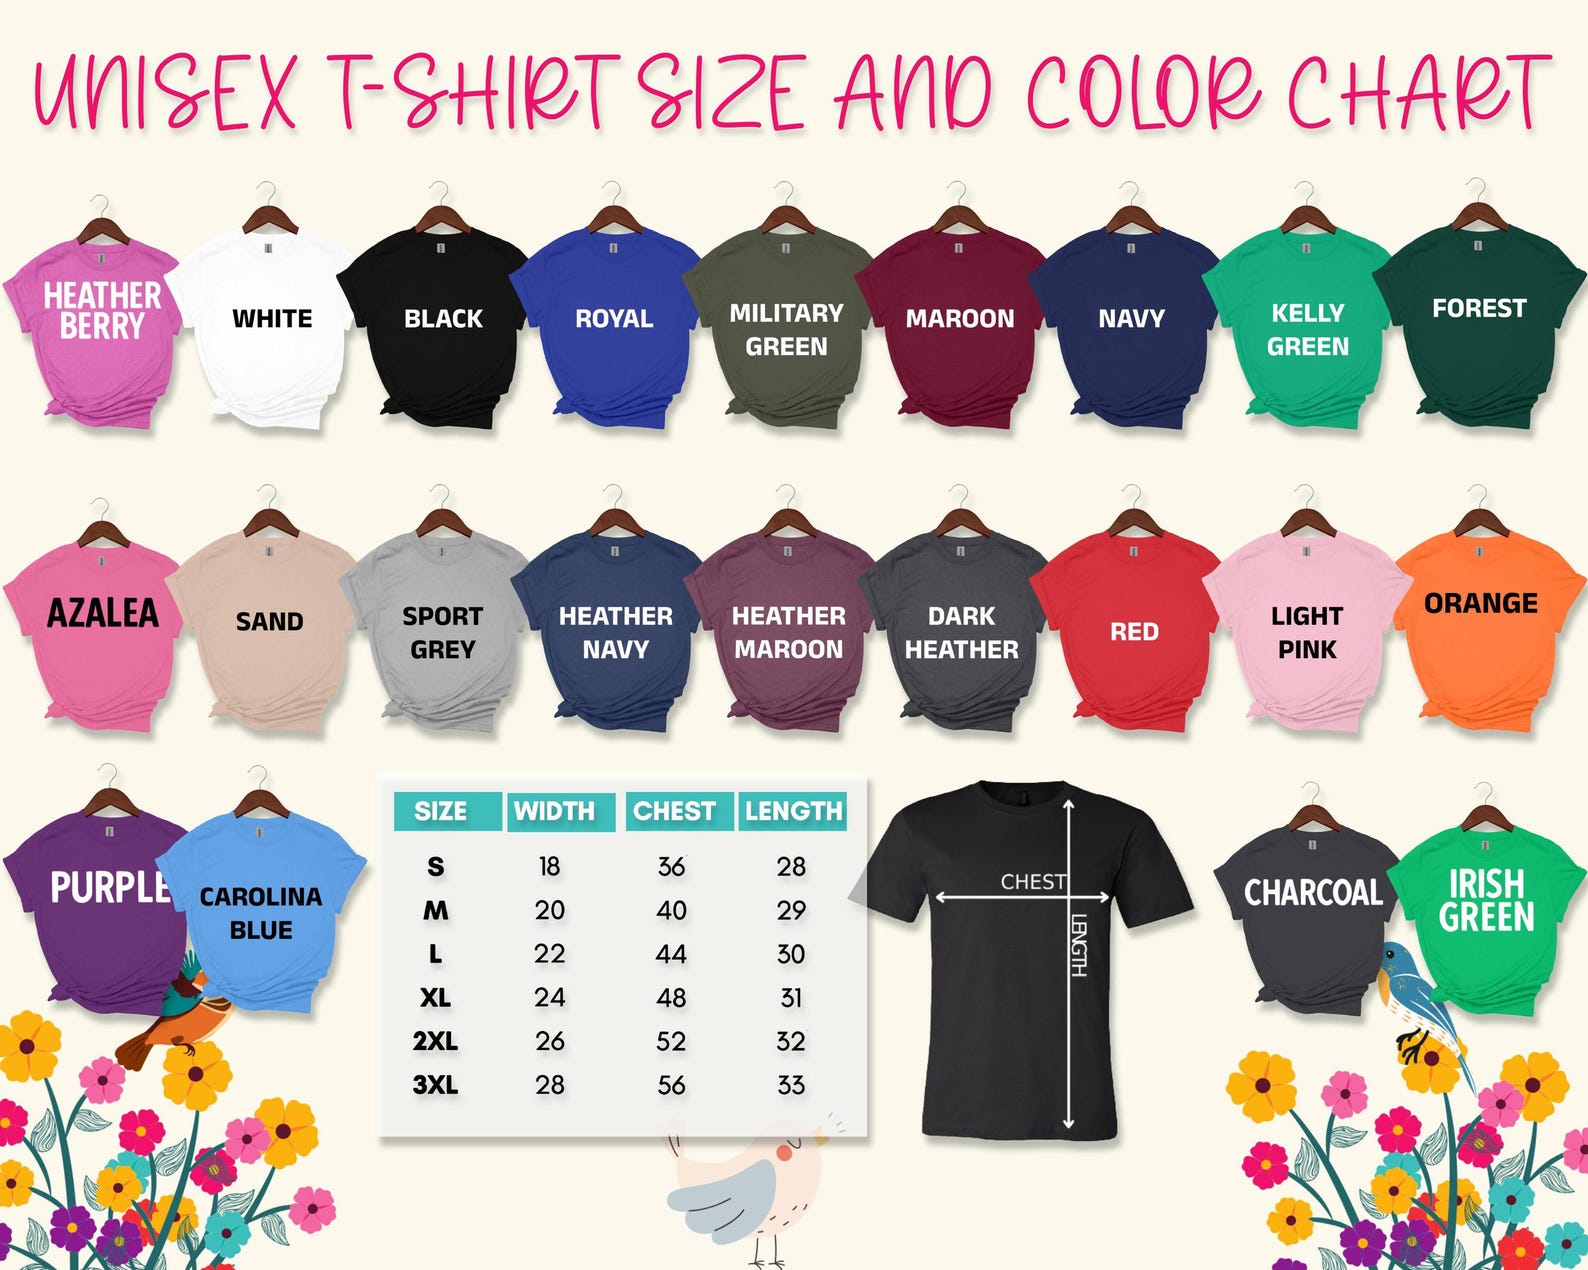 UNISEX T-SHIRT SIZE AND COLOR CHART
HEATHER
BERRY
WHITE
BLACK
ROYAL
MILITARY
GREEN
MAROON
NAVY
KELLY
GREEN
FOREST
AZALEA
SAND
SPORT
GREY
HEATHER
NAVY
HEATHER
MAROON
DARK
HEATHER
RED
LIGHT
PINK
ORANGE
PURPLE
CAROLINA
BLUE
SIZE WIDTH CHEST LENGTH
S 18 36 28
M 20 40 29
L 22 44 30
XL 24 48 31
2XL 26 52 32
3XL 28 56 33
CHEST
LENGTH
CHARCOAL
IRISH
GREEN